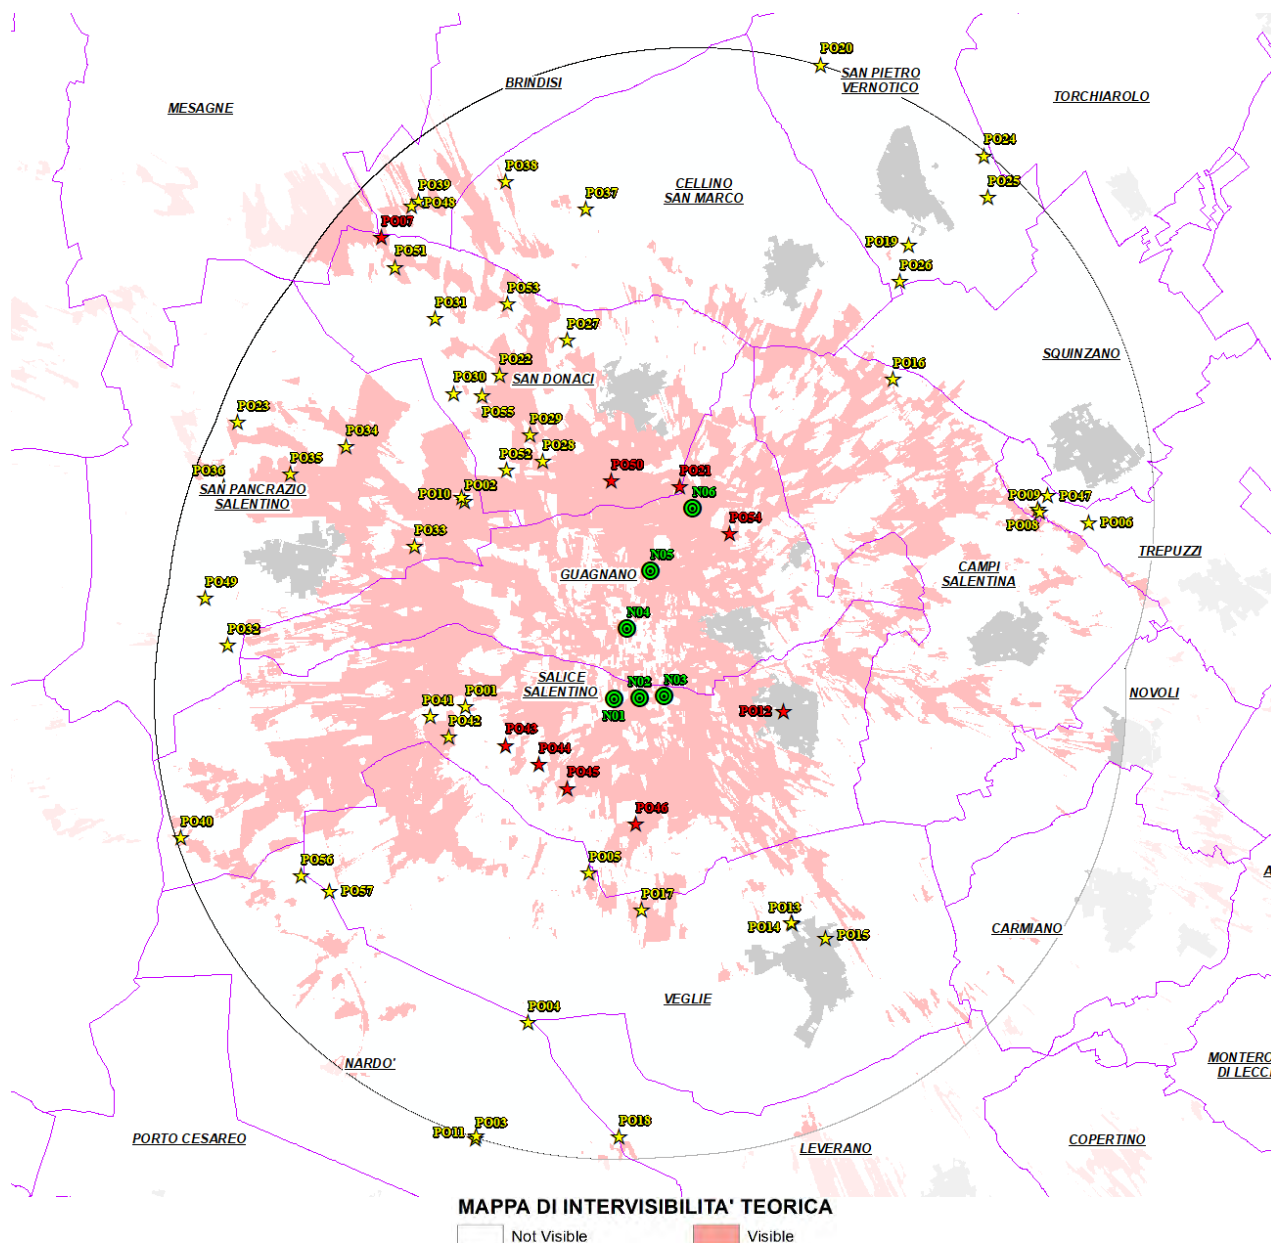 PO20
BRINDISI
SAN PIETRO
VERNOTICO
MESAGNE
TORCHIAROLO
PO24
PO38
PO39
PO37
CELLINO
SAN MARCO
PO25
PO48
PO07
PO19
PO51
PO26
PO31
PO53
PO27
SQUINZANO
PO16
PO22
SAN DONACI
PO30
PO55
PO23
PO34
PO29
PO28
PO52
PO35
PO36
PO50
PO21
SAN PANCRAZIO
SALENTINO
PO10
PO02
N06
PO09
PO47
PO08
PO06
PO54
PO33
TREPUZZI
N05
GUAGNANO
CAMPI
SALENTINA
PO49
N04
PO32
SALICE
SALENTINO
N02
N03
N01
PO01
PO41
PO42
NOVOLI
PO12
PO43
PO44
PO45
PO46
PO40
PO05
PO56
PO57
PO17
PO13
PO14
PO15
CARMIANO
VEGLIE
PO04
NARDO'
MONTERO
DI LECC
PO11
PO03
PO18
PORTO CESAREO
LEVERANO
COPERTINO
MAPPA DI INTERVISIBILITA' TEORICA
Not Visible
Visible